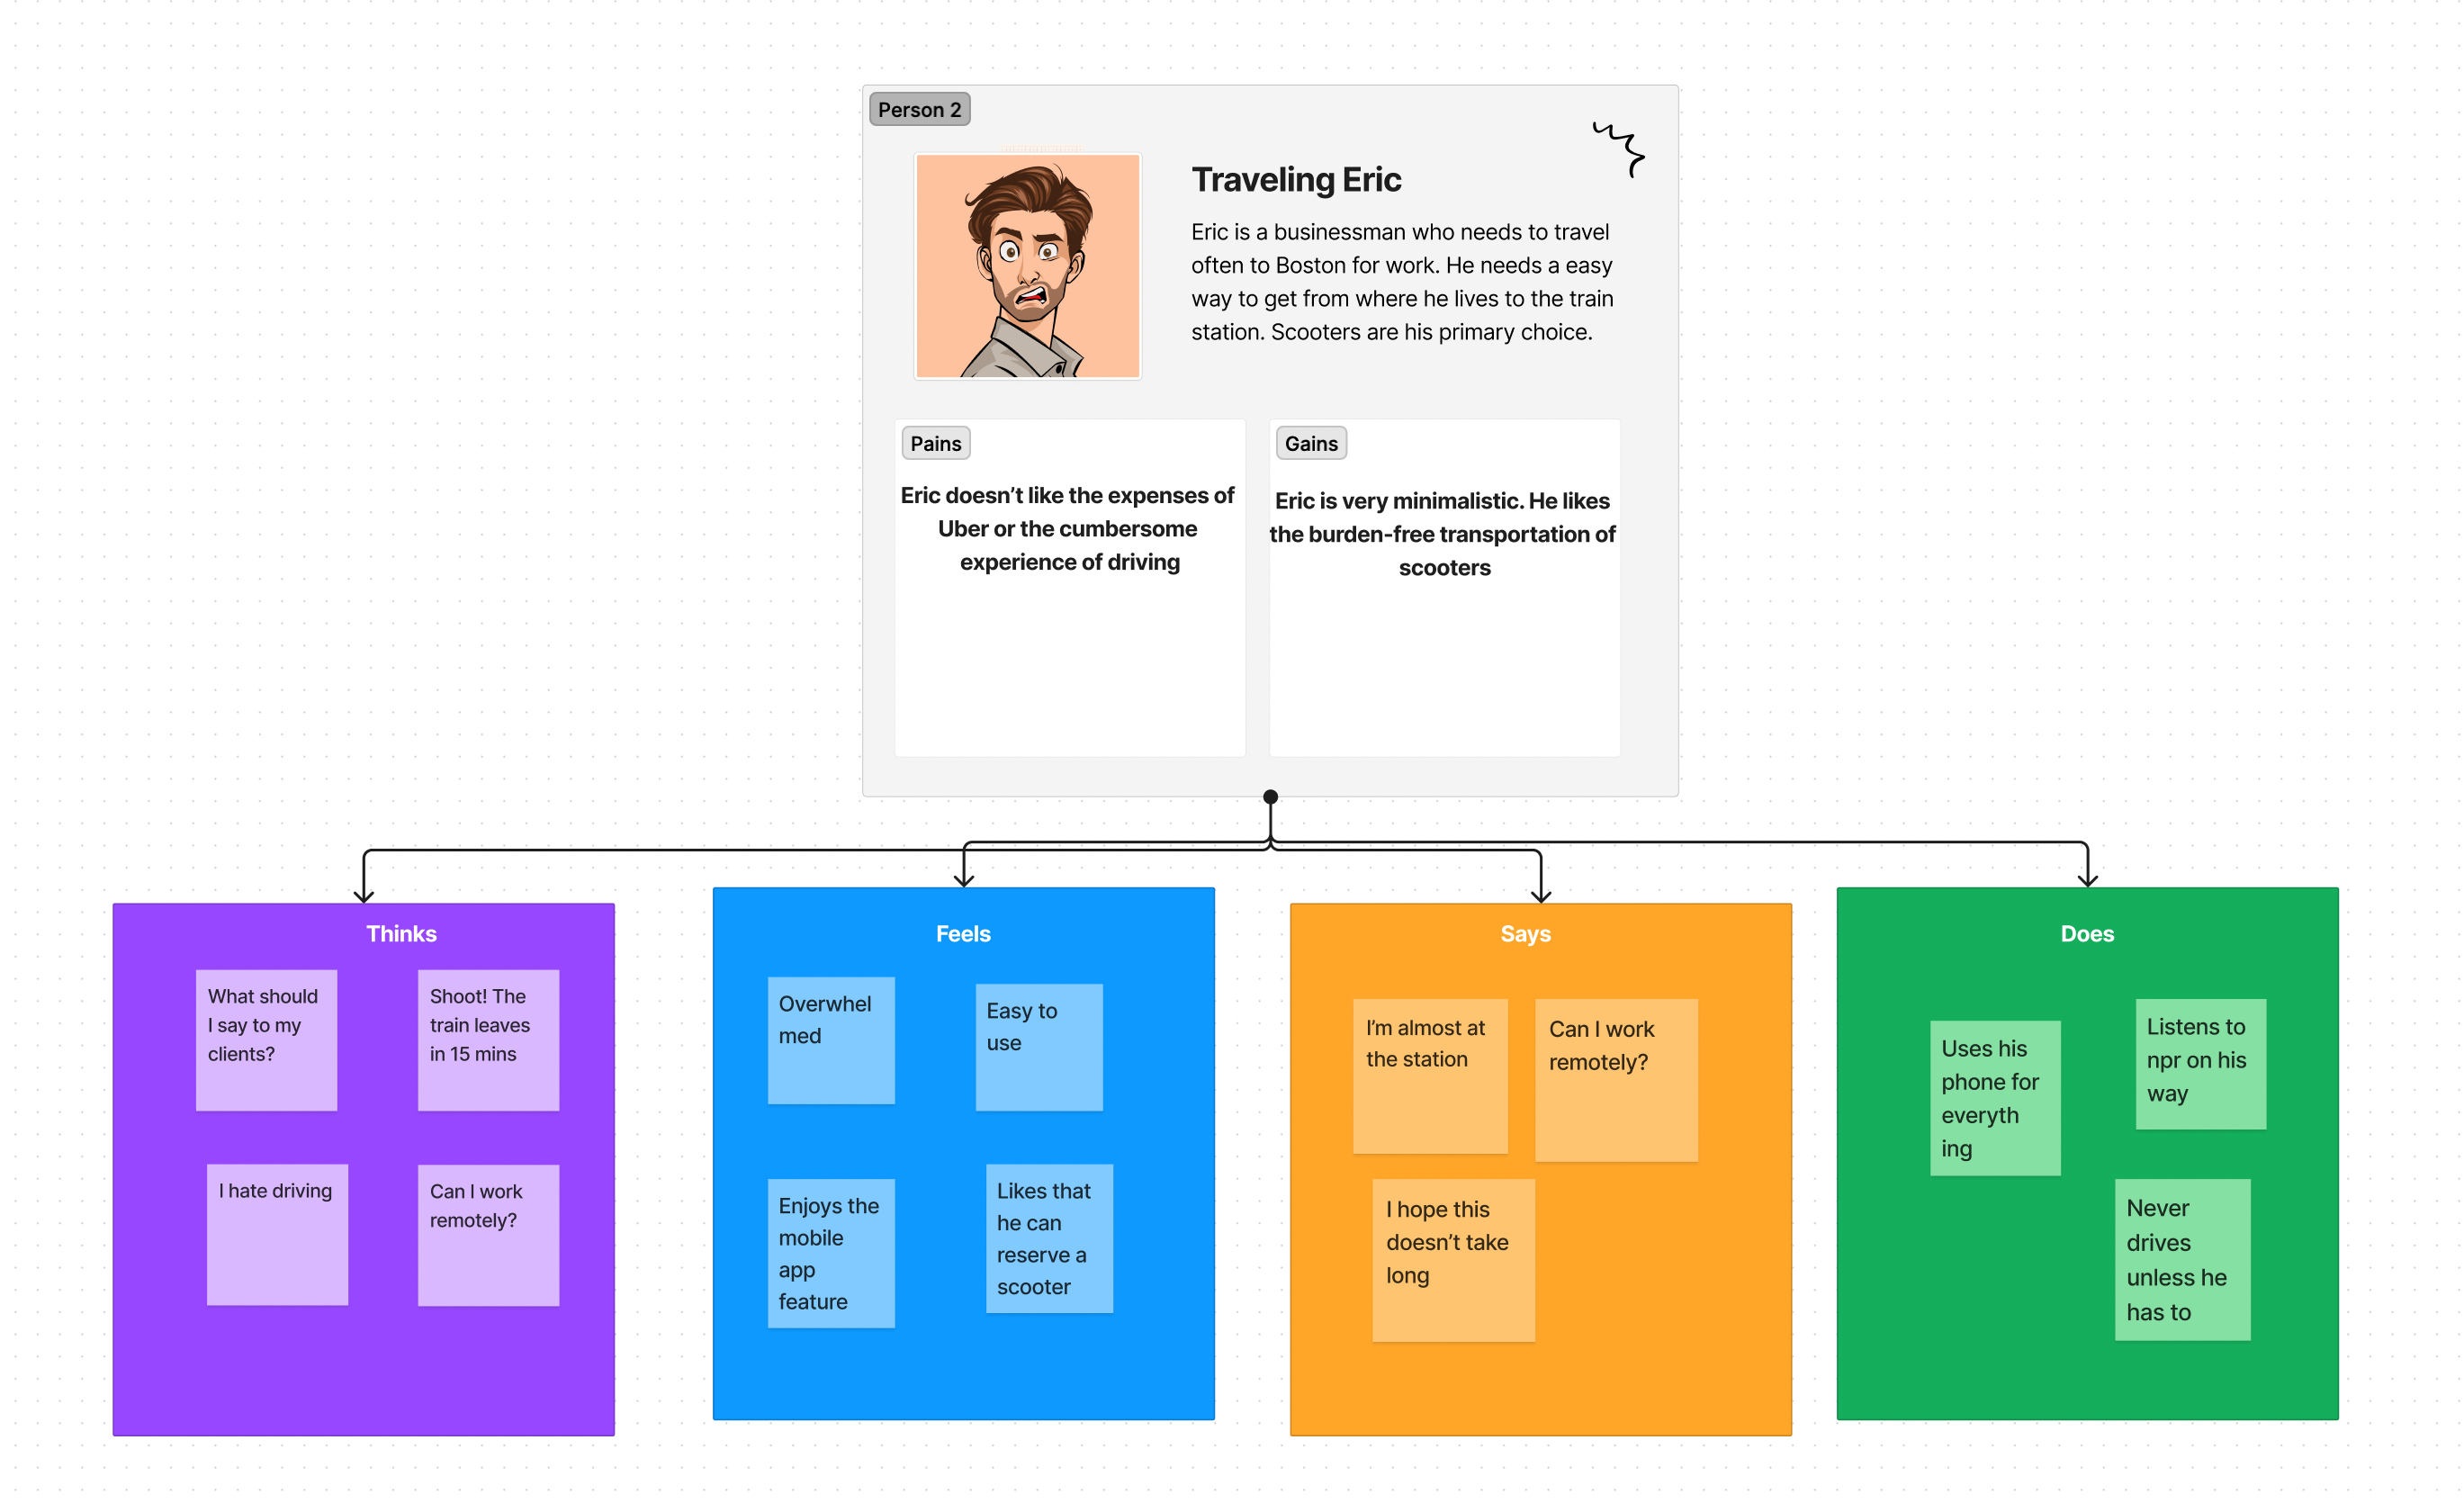 Person 2
Traveling Eric
Eric is a businessman who needs to travel
often to Boston for work. He needs a easy
way to get from where he lives to the train
station. Scooters are his primary choice.
Pains
Eric doesn’t like the expenses of
Uber or the cumbersome
experience of driving
Gains
Eric is very minimalistic. He likes
the burden-free transportation of
scooters
Thinks
What should
I say to my
clients?
Shoot! The
train leaves
in 15 mins
I hate driving
Can I work
remotely?
Feels
Overwhel
med
Easy to
use
Enjoys the
mobile
app
feature
Likes that
he can
reserve a
scooter
Says
I’m almost at
the station
Can I work
remotely?
I hope this
doesn’t take
long
Does
Uses his
phone for
everyth
ing
Listens to
npr on his
way
Never
drives
unless he
has to